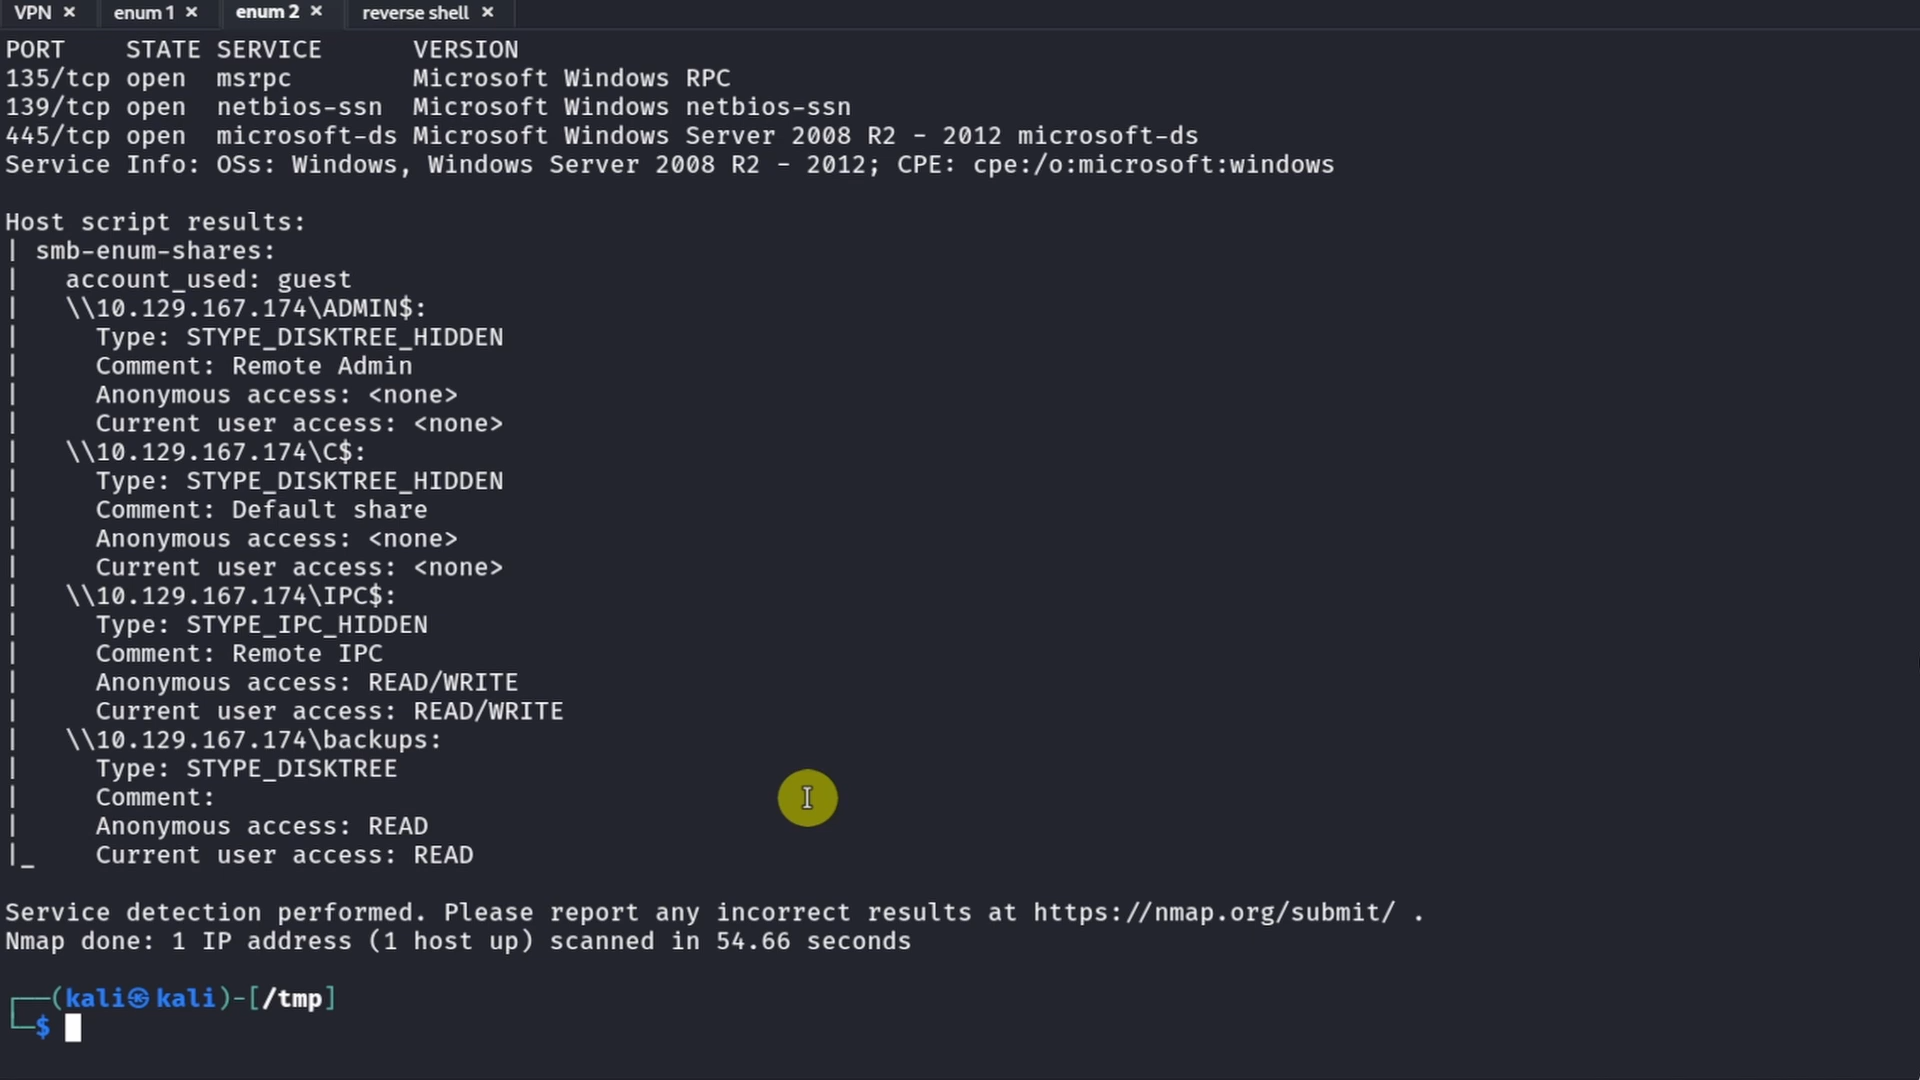 VPN × enum 1 × enum 2 × reverse shell ×
PORT    STATE SERVICE      VERSION
135/tcp open  msrpc        Microsoft Windows RPC
139/tcp open  netbios-ssn  Microsoft Windows netbios-ssn
445/tcp open  microsoft-ds Microsoft Windows Server 2008 R2 - 2012 microsoft-ds
Service Info: OSs: Windows, Windows Server 2008 R2 - 2012; CPE: cpe:/o:microsoft:windows
Host script results:
| smb-enum-shares:
|   account_used: guest
|   \\10.129.167.174\ADMIN$:
|     Type: STYPE_DISKTREE_HIDDEN
|     Comment: Remote Admin
|     Anonymous access: <none>
|     Current user access: <none>
|   \\10.129.167.174\C$:
|     Type: STYPE_DISKTREE_HIDDEN
|     Comment: Default share
|     Anonymous access: <none>
|     Current user access: <none>
|   \\10.129.167.174\IPC$:
|     Type: STYPE_IPC_HIDDEN
|     Comment: Remote IPC
|     Anonymous access: READ/WRITE
|     Current user access: READ/WRITE
|   \\10.129.167.174\backups:
|     Type: STYPE_DISKTREE
|     Comment:
|     Anonymous access: READ
|_    Current user access: READ
Service detection performed. Please report any incorrect results at https://nmap.org/submit/ .
Nmap done: 1 IP address (1 host up) scanned in 54.66 seconds
┌──(kali㉿kali)-[/tmp]
└─$